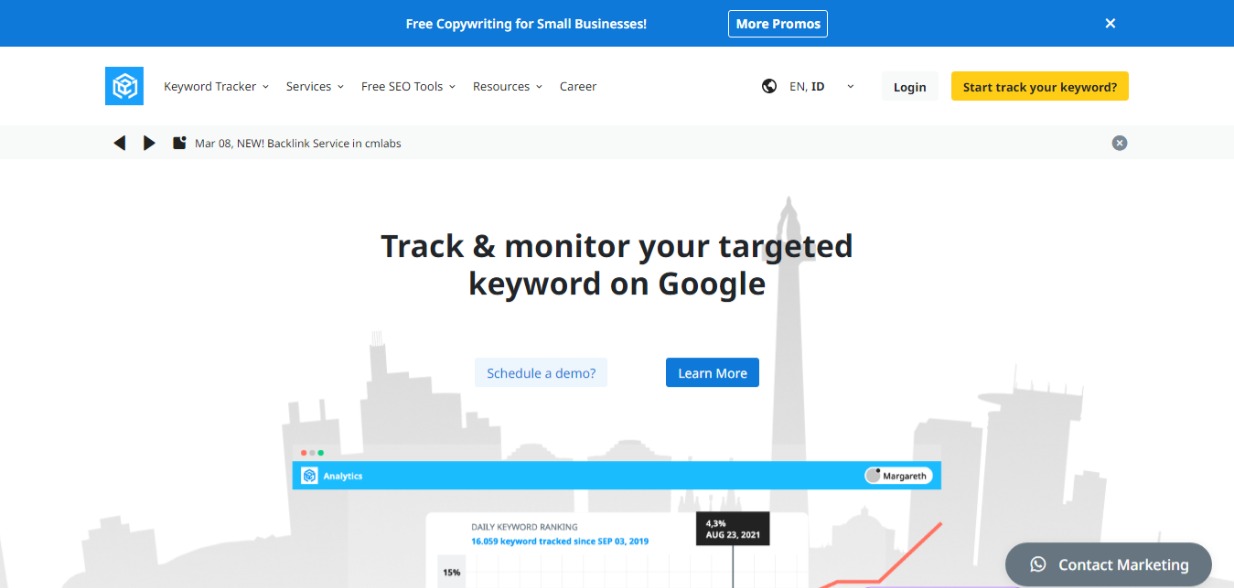 Free Copywriting for Small Businesses!
More Promos
Keyword Tracker
Services
Free SEO Tools
Resources
Career
EN, ID
Login
Start track your keyword?
Mar 08, NEW! Backlink Service in cmlabs
Track & monitor your targeted
keyword on Google
Schedule a demo?
Learn More
Analytics
Margareth
DAILY KEYWORD RANKING
16.059 keyword tracked since SEP 03, 2019
4,3%
AUG 23, 2021
15%
Contact Marketing